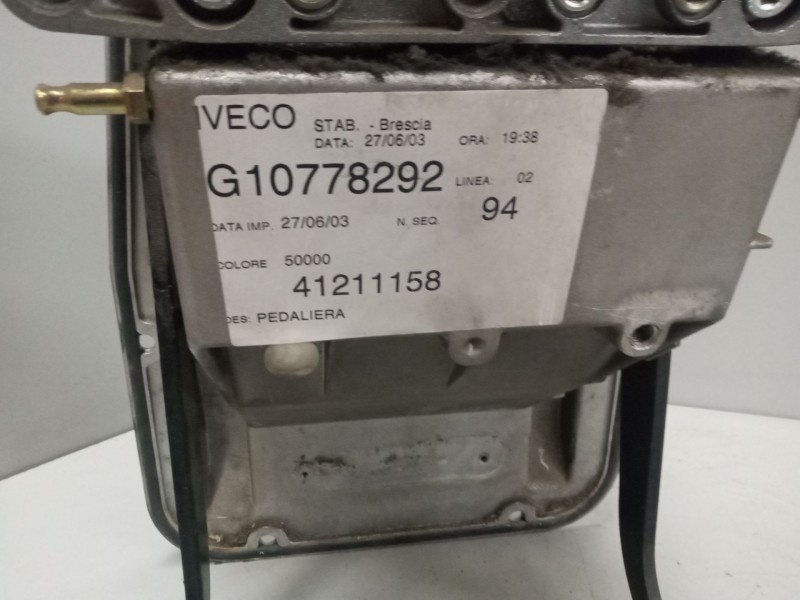 IVECO STAB. - Brescia
DATA: 27/06/03 ORA: 19:38
G10778292 LINEA: 02
DATA IMP. 27/06/03 N. SEQ. 94
COLORE 50000
41211158
DES: PEDALIERA